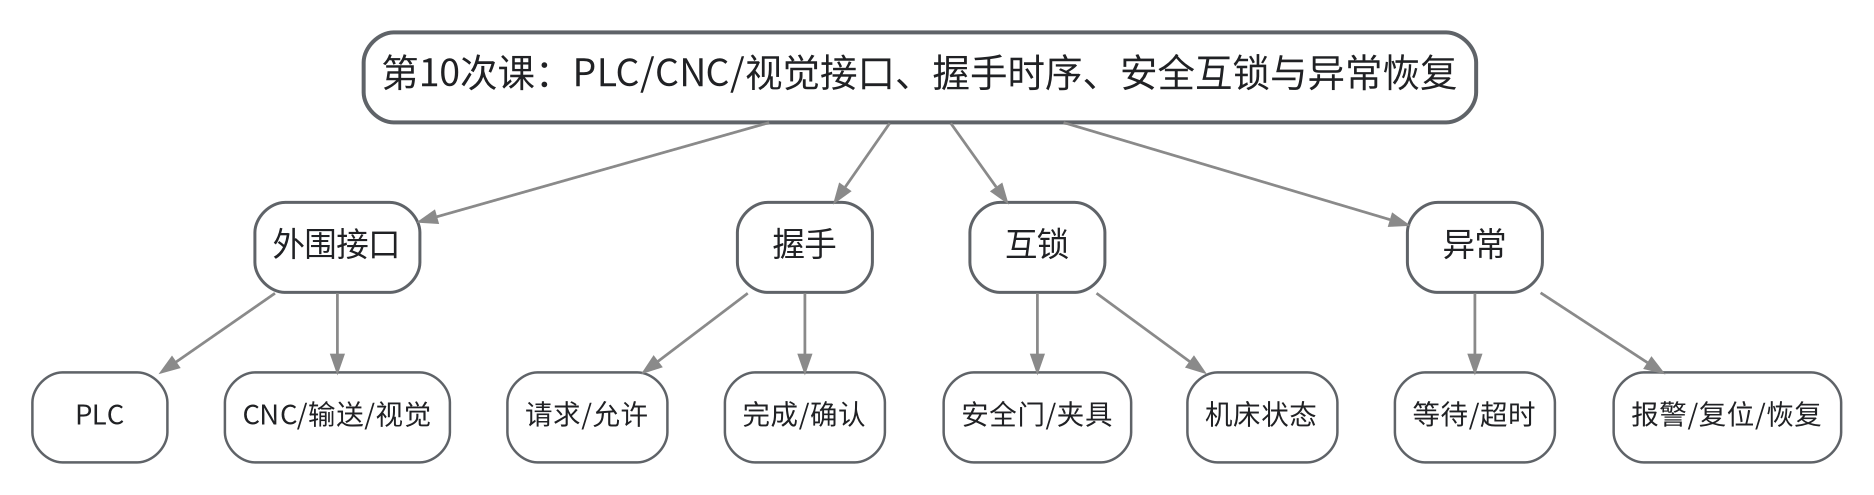 第10次课：PLC/CNC/视觉接口、握手时序、安全互锁与异常恢复
外围接口
握手
互锁
异常
PLC
CNC/输送/视觉
请求/允许
完成/确认
安全门/夹具
机床状态
等待/超时
报警/复位/恢复